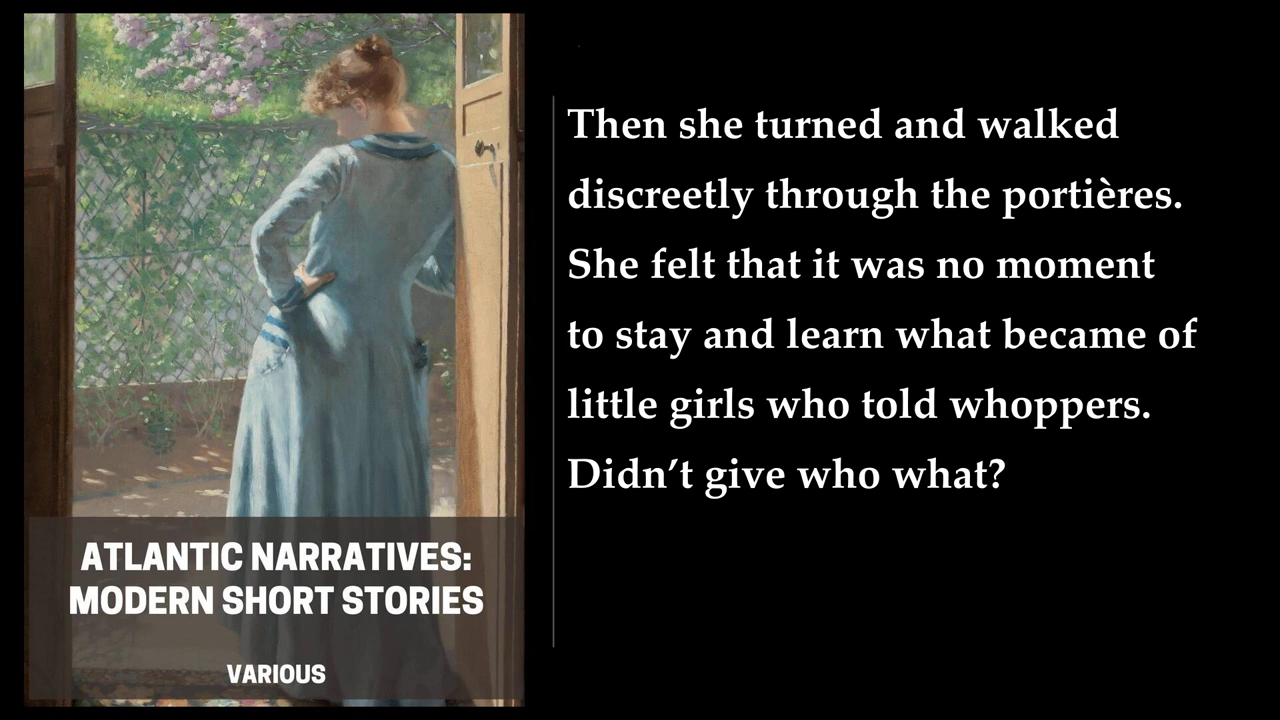 Then she turned and walked
discreetly through the portières.
She felt that it was no moment
to stay and learn what became of
little girls who told whoppers.
Didn’t give who what?
ATLANTIC NARRATIVES:
MODERN SHORT STORIES
VARIOUS